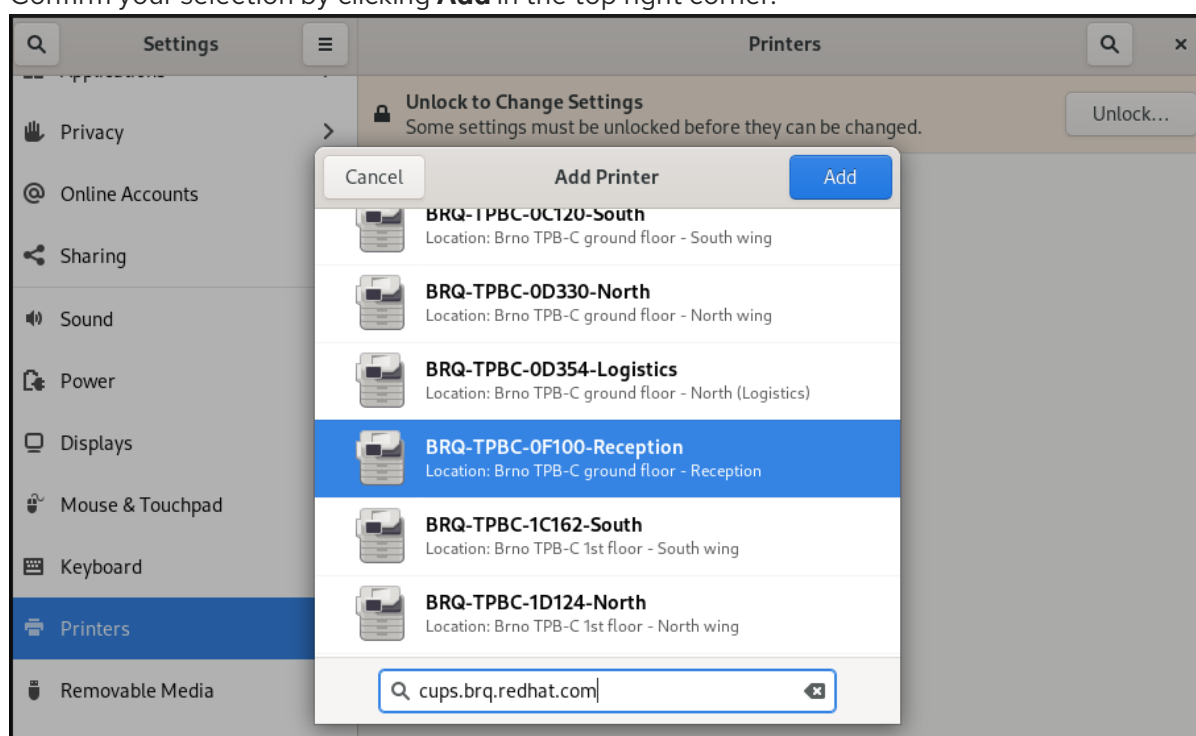 Confirm your selection by clicking Add in the top right corner.
Settings
Printers
Applications
Unlock to Change Settings
Some settings must be unlocked before they can be changed.
Unlock...
Privacy
Online Accounts
Sharing
Sound
Power
Displays
Mouse & Touchpad
Keyboard
Printers
Removable Media
Cancel
Add Printer
Add
BRQ-TPBC-0C120-South
Location: Brno TPB-C ground floor - South wing
BRQ-TPBC-0D330-North
Location: Brno TPB-C ground floor - North wing
BRQ-TPBC-0D354-Logistics
Location: Brno TPB-C ground floor - North (Logistics)
BRQ-TPBC-0F100-Reception
Location: Brno TPB-C ground floor - Reception
BRQ-TPBC-1C162-South
Location: Brno TPB-C 1st floor - South wing
BRQ-TPBC-1D124-North
Location: Brno TPB-C 1st floor - North wing
cups.brq.redhat.com